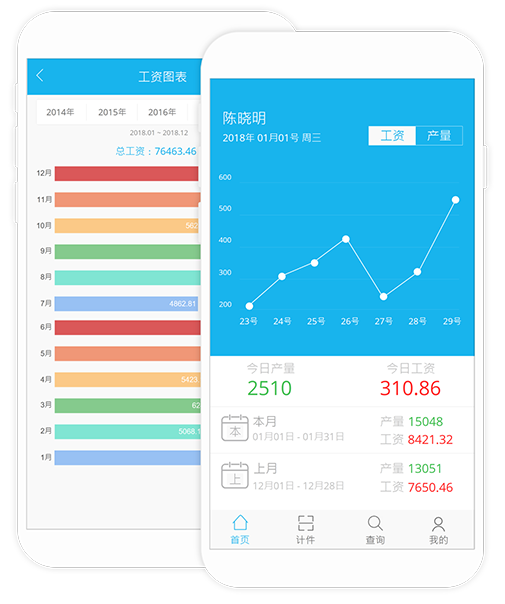 工资图表
2014年 2015年 2016年
2018.01 ~ 2018.12
总工资：76463.46
12月
11月
10月
9月
8月
7月 4862.81
6月
5月
4月
3月
2月
1月
陈晓明
2018年 01月01号 周三
工资 产量
600
500
400
300
200
23号 24号 25号 26号 27号 28号 29号
今日产量 今日工资
2510 310.86
本
本月
01月01日 - 01月31日
产量 15048
工资 8421.32
上
上月
12月01日 - 12月28日
产量 13051
工资 7650.46
首页 计件 查询 我的